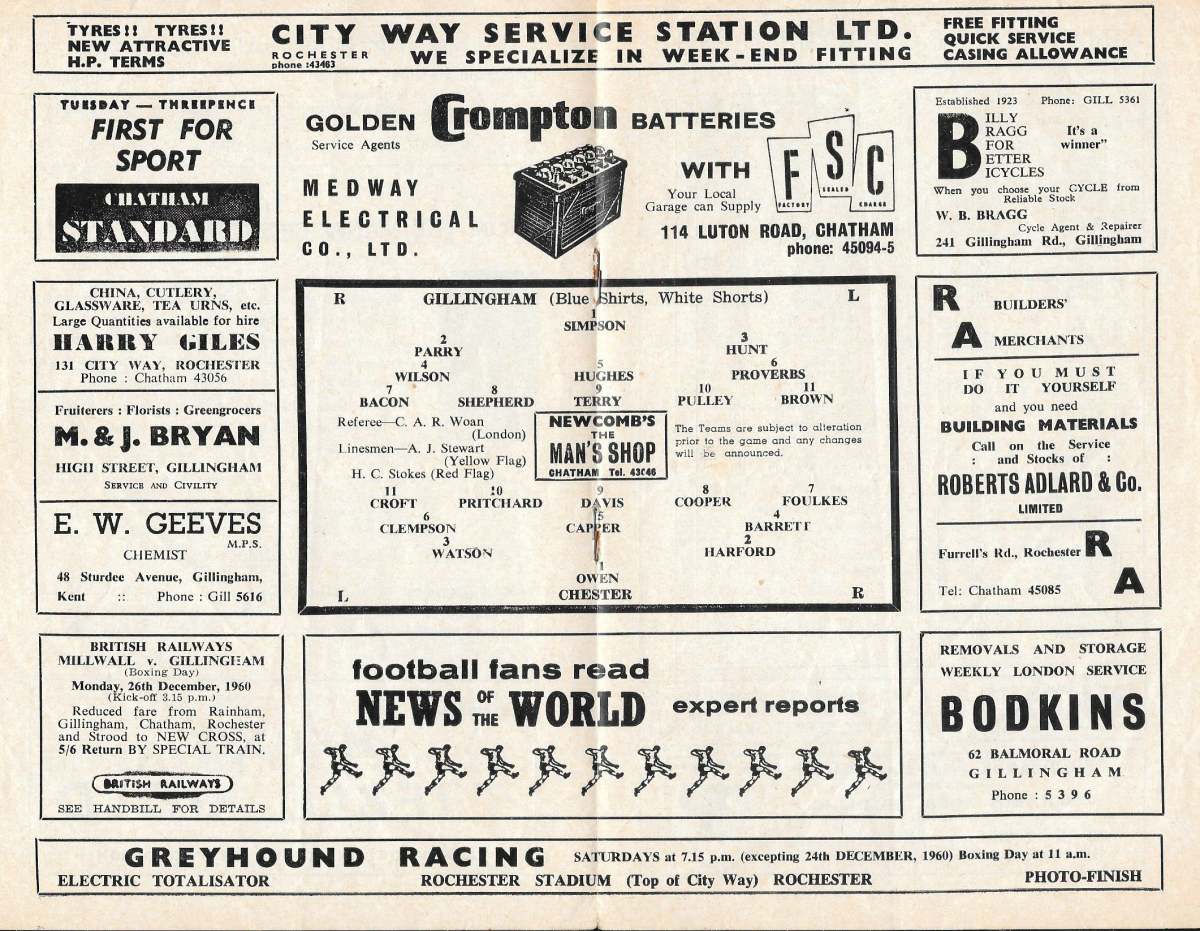 TYRES!! TYRES!!
NEW ATTRACTIVE
H.P. TERMS
CITY WAY SERVICE STATION LTD.
ROCHESTER
phone :43463
WE SPECIALIZE IN WEEK-END FITTING
FREE FITTING
QUICK SERVICE
CASING ALLOWANCE
TUESDAY — THREEPENCE
FIRST FOR
SPORT
CHATHAM
STANDARD
GOLDEN Crompton BATTERIES
Service Agents
MEDWAY
ELECTRICAL
CO., LTD.
WITH
FSC
FACTORY
SEALED
CHARGE
Your Local
Garage can Supply
114 LUTON ROAD, CHATHAM
phone: 45094-5
Established 1923 Phone: GILL 5361
BILLY
RAGG
FOR
ETTER
ICYCLES
It's a
winner"
When you choose your CYCLE from
Reliable Stock
W. B. BRAGG
Cycle Agent & Repairer
241 Gillingham Rd., Gillingham
CHINA, CUTLERY,
GLASSWARE, TEA URNS, etc.
Large Quantities available for hire
HARRY GILES
131 CITY WAY, ROCHESTER
Phone : Chatham 43056
Fruiterers : Florists : Greengrocers
M. & J. BRYAN
HIGH STREET, GILLINGHAM
SERVICE AND CIVILITY
E. W. GEEVES
M.P.S.
CHEMIST
48 Sturdee Avenue, Gillingham,
Kent :: Phone : Gill 5616
R GILLINGHAM (Blue Shirts, White Shorts) L
1
SIMPSON
2 3
PARRY HUNT
4 5 6
WILSON HUGHES PROVERBS
7 8 9 10 11
BACON SHEPHERD TERRY PULLEY BROWN
Referee—C. A. R. Woan
(London)
Linesmen—A. J. Stewart
(Yellow Flag)
H. C. Stokes (Red Flag)
NEWCOMB'S
THE
MAN'S SHOP
CHATHAM Tel. 43646
The Teams are subject to alteration
prior to the game and any changes
will be announced.
11 10 9 8 7
CROFT PRITCHARD DAVIS COOPER FOULKES
6 5 4
CLEMPSON CAPPER BARRETT
3 2
WATSON HARFORD
1
OWEN
L CHESTER R
R BUILDERS'
A MERCHANTS
IF YOU MUST
DO IT YOURSELF
and you need
BUILDING MATERIALS
Call on the Service
: and Stocks of :
ROBERTS ADLARD & Co.
LIMITED
Furrell's Rd., Rochester R
Tel: Chatham 45085 A
BRITISH RAILWAYS
MILLWALL v. GILLINGHAM
(Boxing Day)
Monday, 26th December, 1960
(Kick-off 3.15 p.m.)
Reduced fare from Rainham,
Gillingham, Chatham, Rochester
and Strood to NEW CROSS, at
5/6 Return BY SPECIAL TRAIN.
BRITISH RAILWAYS
SEE HANDBILL FOR DETAILS
football fans read
NEWS OF THE WORLD expert reports
REMOVALS AND STORAGE
WEEKLY LONDON SERVICE
BODKINS
62 BALMORAL ROAD
GILLINGHAM
Phone : 5396
GREYHOUND RACING SATURDAYS at 7.15 p.m. (excepting 24th DECEMBER, 1960) Boxing Day at 11 a.m.
ELECTRIC TOTALISATOR ROCHESTER STADIUM (Top of City Way) ROCHESTER PHOTO-FINISH